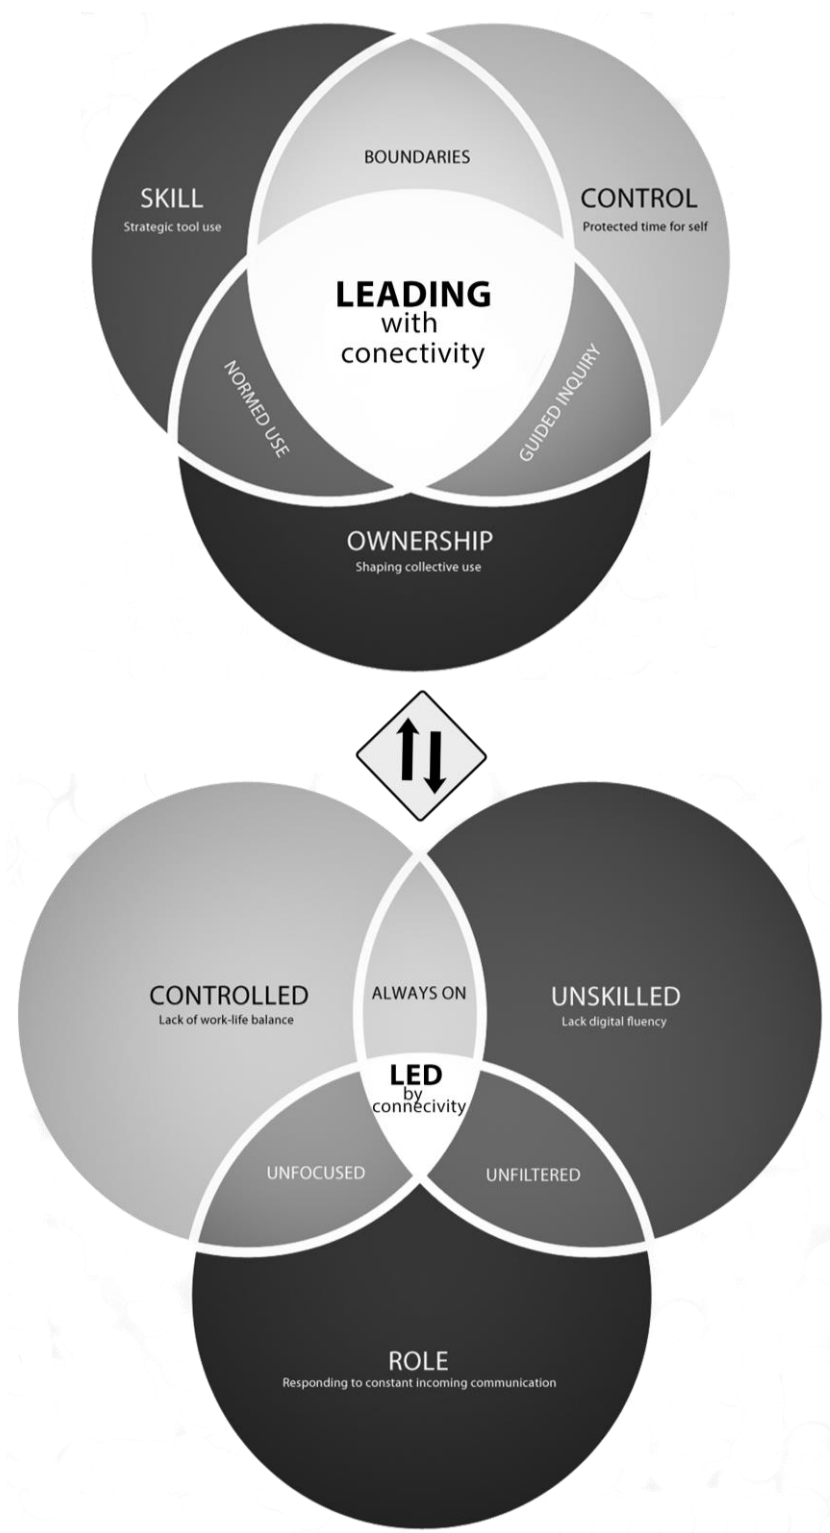 BOUNDARIES
SKILL
Strategic tool use
CONTROL
Protected time for self
LEADING
with
conectivity
NORMED USE
GUIDED INQUIRY
OWNERSHIP
Shaping collective use
CONTROLLED
Lack of work-life balance
ALWAYS ON
UNSKILLED
Lack digital fluency
LED
by
connecivity
UNFOCUSED
UNFILTERED
ROLE
Responding to constant incoming communication